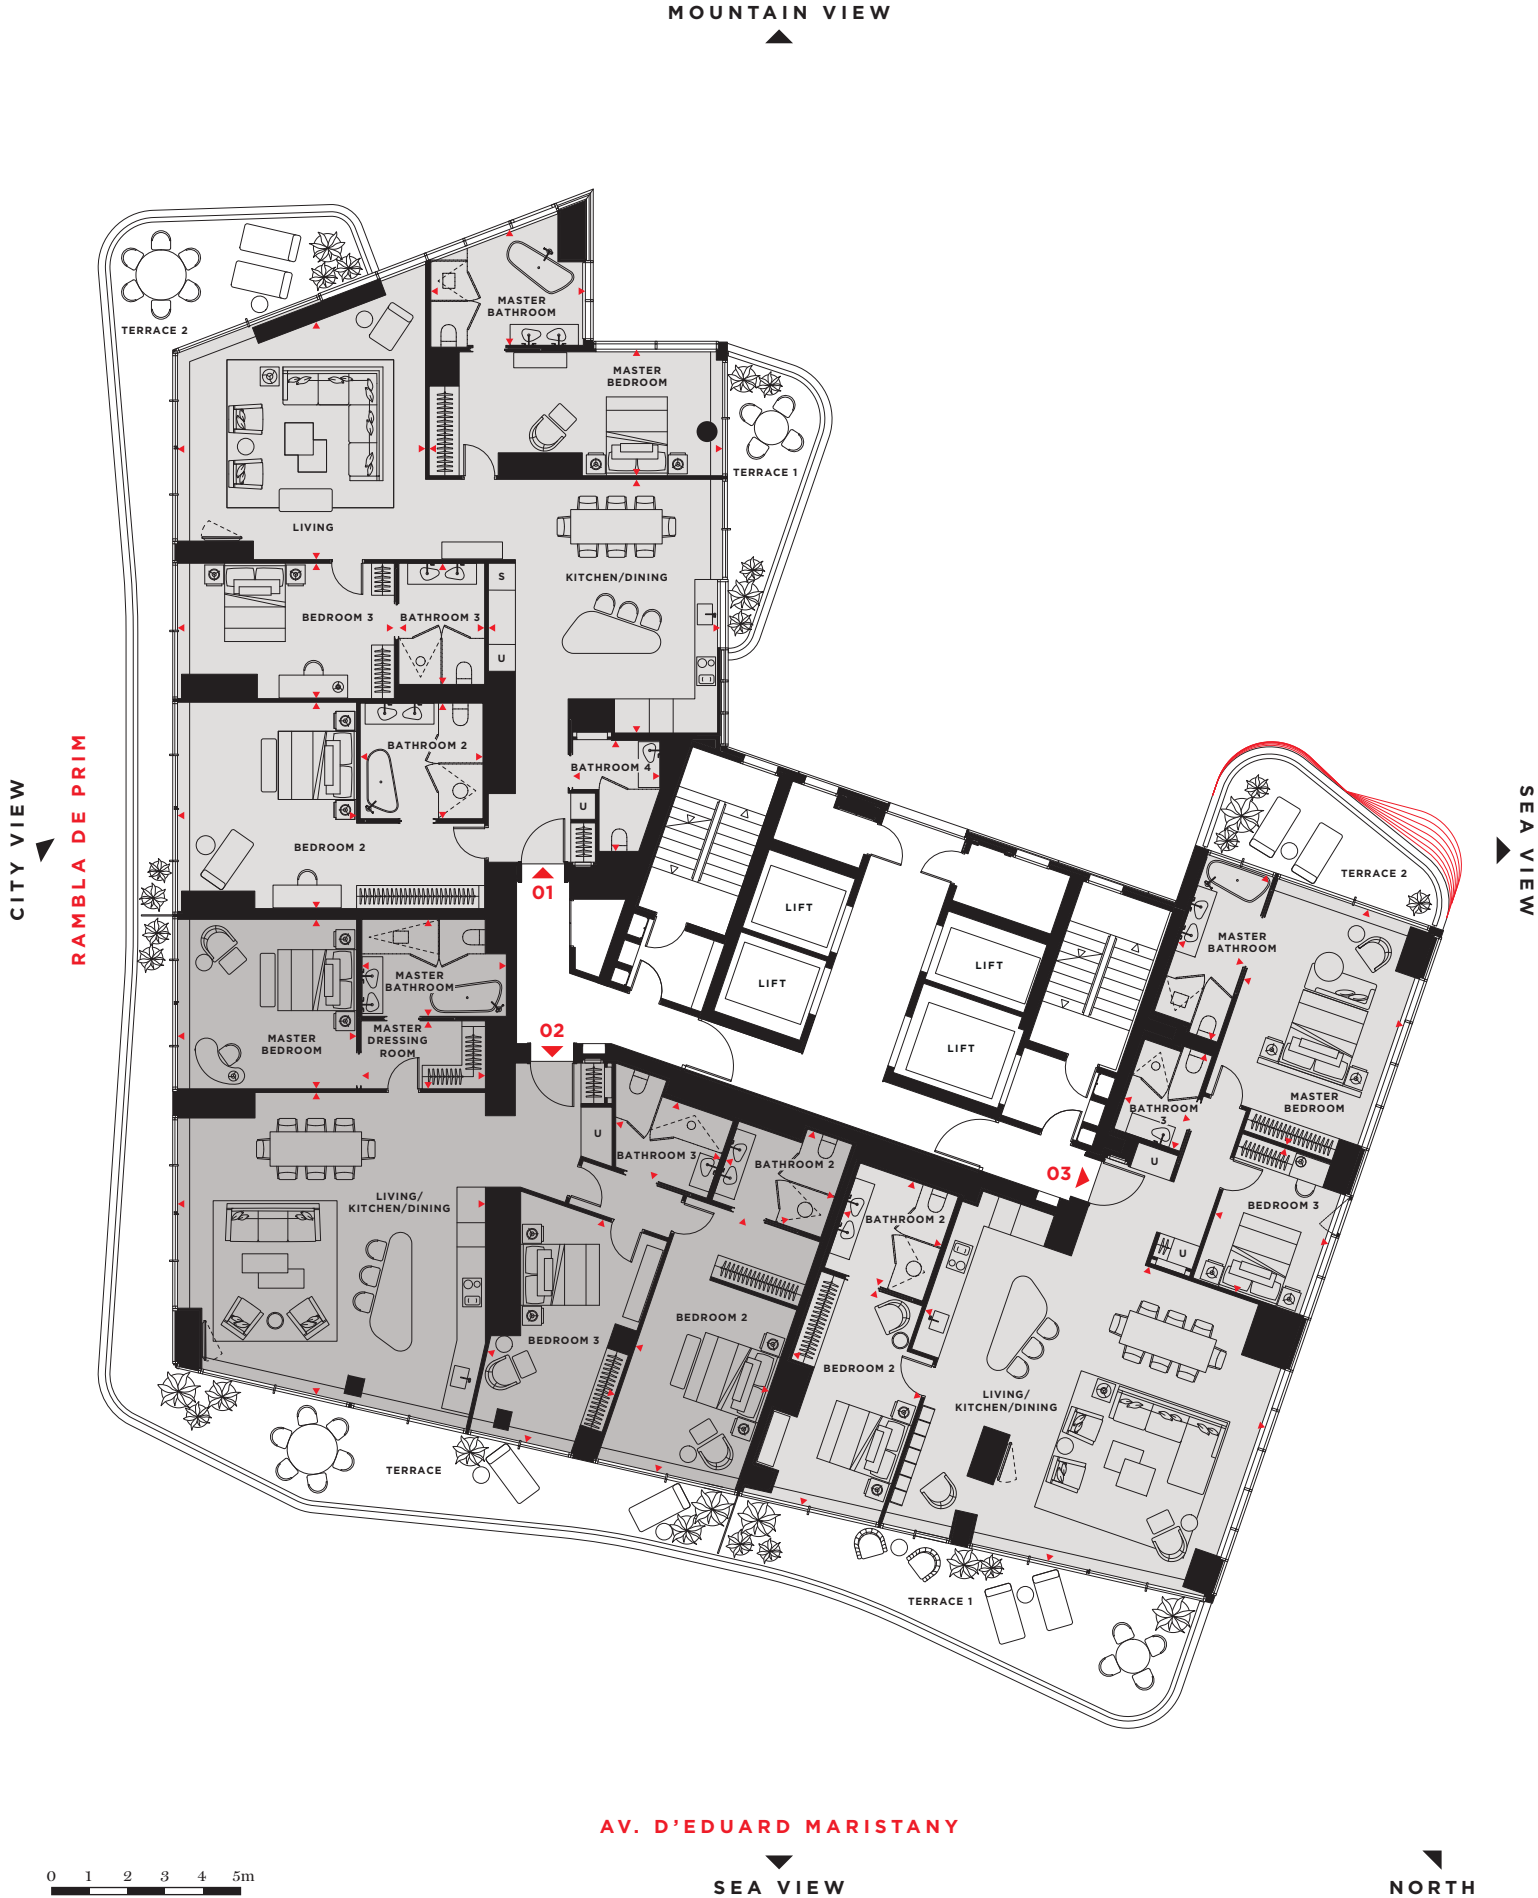 MOUNTAIN VIEW
MASTER
BATHROOM
TERRACE 2
MASTER
BEDROOM
TERRACE 1
LIVING
KITCHEN/DINING
S
BEDROOM 3
BATHROOM 3
U
BATHROOM 2
BATHROOM 4
U
BEDROOM 2
01
CITY VIEW
RAMBLA DE PRIM
SEA VIEW
TERRACE 2
LIFT
LIFT
LIFT
LIFT
MASTER
BATHROOM
MASTER
BATHROOM
MASTER
BEDROOM
MASTER
DRESSING
ROOM
02
MASTER
BEDROOM
BATHROOM
3
U
BATHROOM 3
BATHROOM 2
U
03
LIVING/
KITCHEN/DINING
BATHROOM 2
BEDROOM 3
U
BEDROOM 3
BEDROOM 2
BEDROOM 2
LIVING/
KITCHEN/DINING
TERRACE
TERRACE 1
AV. D'EDUARD MARISTANY
0 1 2 3 4 5m
SEA VIEW
NORTH